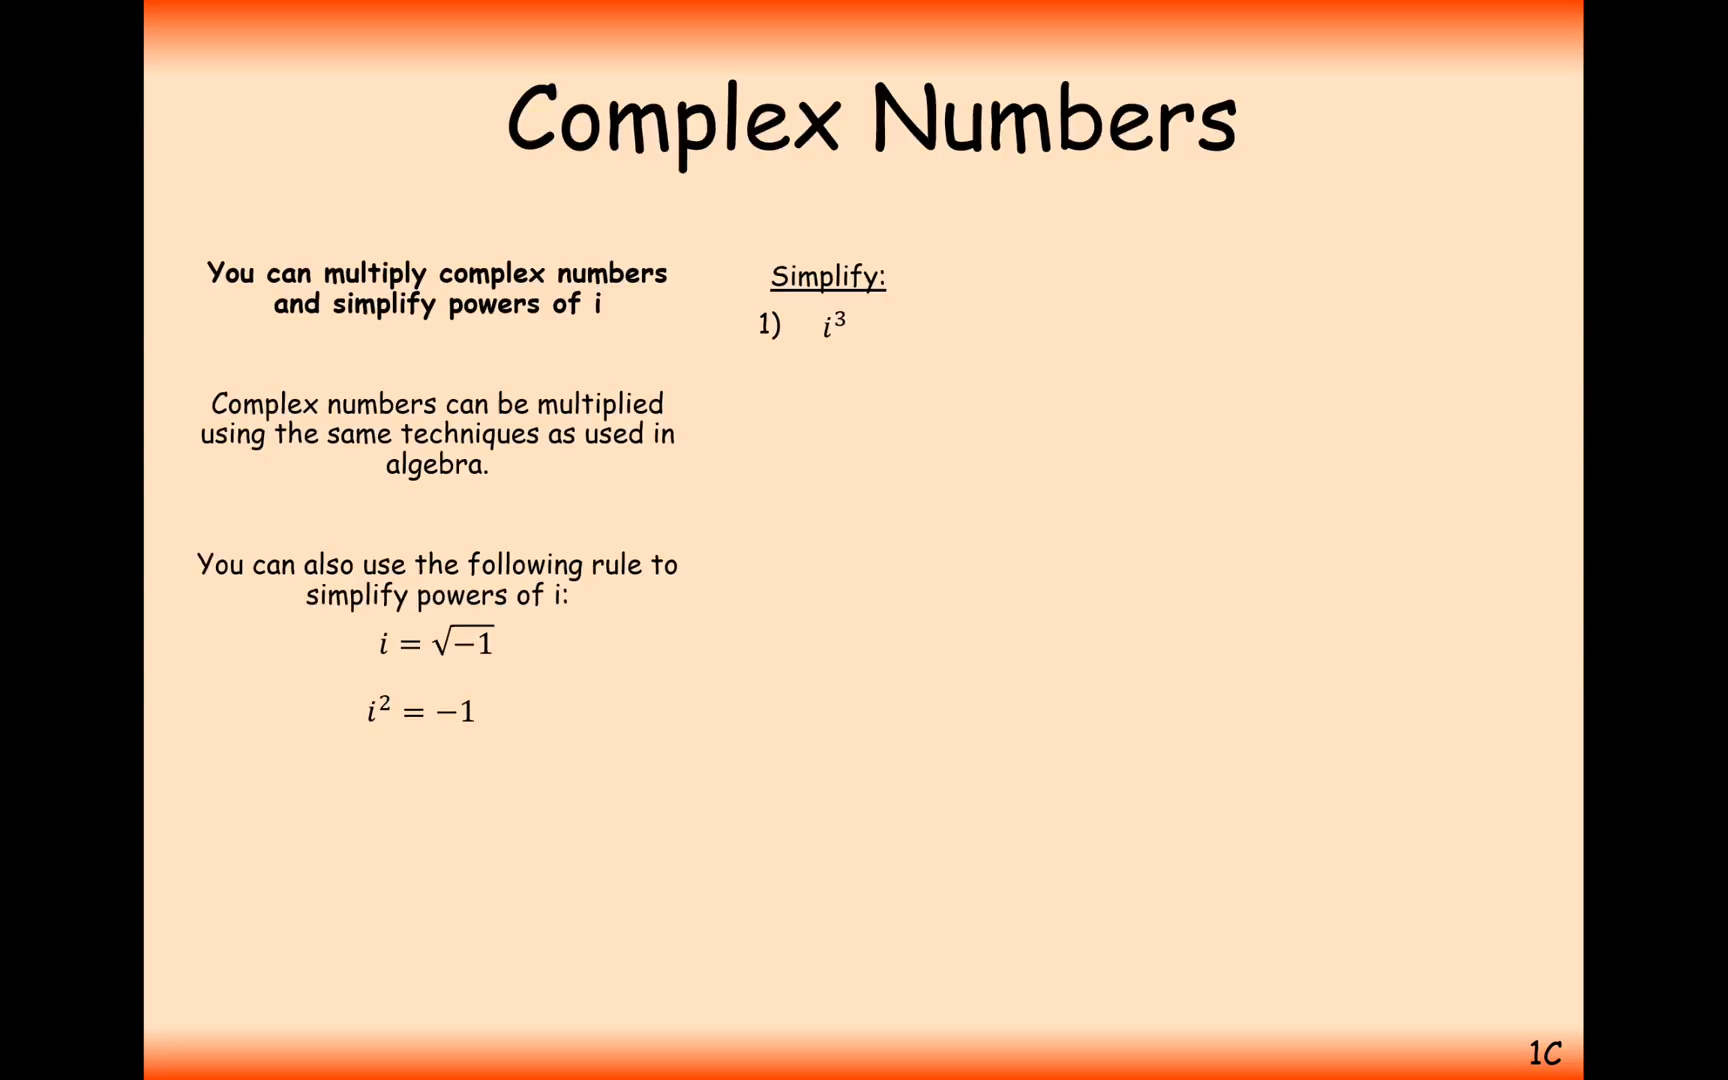 Complex Numbers
You can multiply complex numbers
and simplify powers of i
Complex numbers can be multiplied
using the same techniques as used in
algebra.
You can also use the following rule to
simplify powers of i:
i = √−1
i² = −1
Simplify:
1) i³
1C